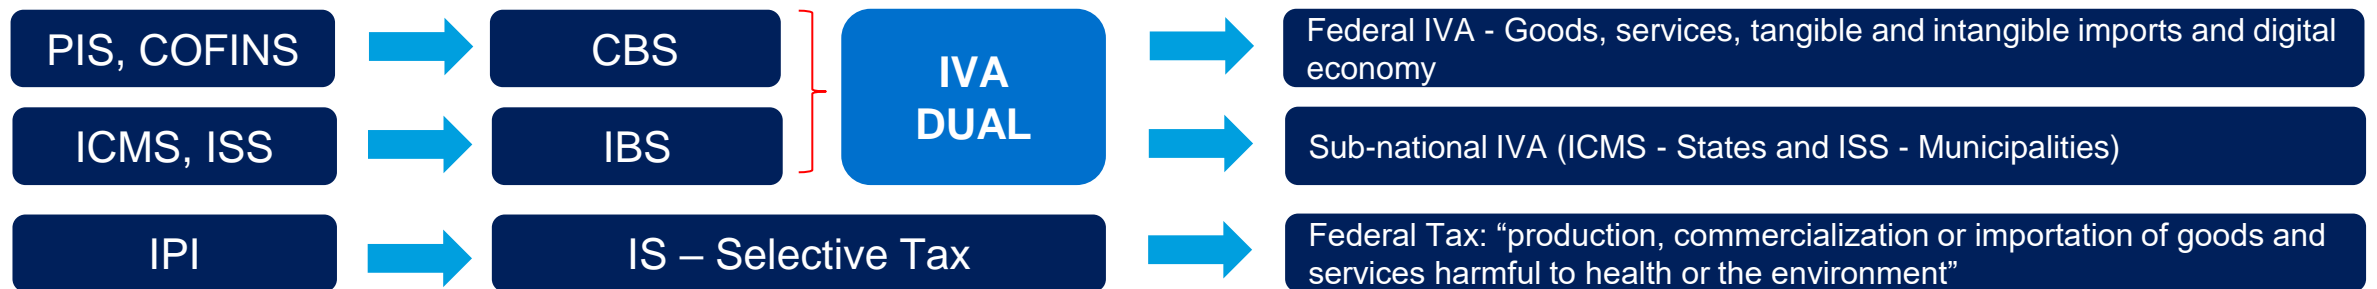 PIS, COFINS
CBS
IVA
DUAL
Federal IVA - Goods, services, tangible and intangible imports and digital
economy
ICMS, ISS
IBS
Sub-national IVA (ICMS - States and ISS - Municipalities)
IPI
IS – Selective Tax
Federal Tax: “production, commercialization or importation of goods and
services harmful to health or the environment”